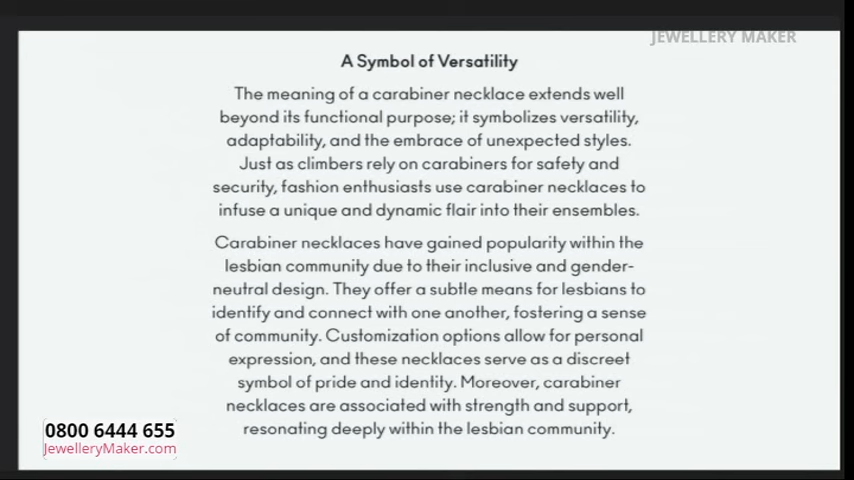 JEWELLERY MAKER
A Symbol of Versatility
The meaning of a carabiner necklace extends well
beyond its functional purpose; it symbolizes versatility,
adaptability, and the embrace of unexpected styles.
Just as climbers rely on carabiners for safety and
security, fashion enthusiasts use carabiner necklaces to
infuse a unique and dynamic flair into their ensembles.
Carabiner necklaces have gained popularity within the
lesbian community due to their inclusive and gender-
neutral design. They offer a subtle means for lesbians to
identify and connect with one another, fostering a sense
of community. Customization options allow for personal
expression, and these necklaces serve as a discreet
symbol of pride and identity. Moreover, carabiner
necklaces are associated with strength and support,
resonating deeply within the lesbian community.
0800 6444 655
JewelleryMaker.com